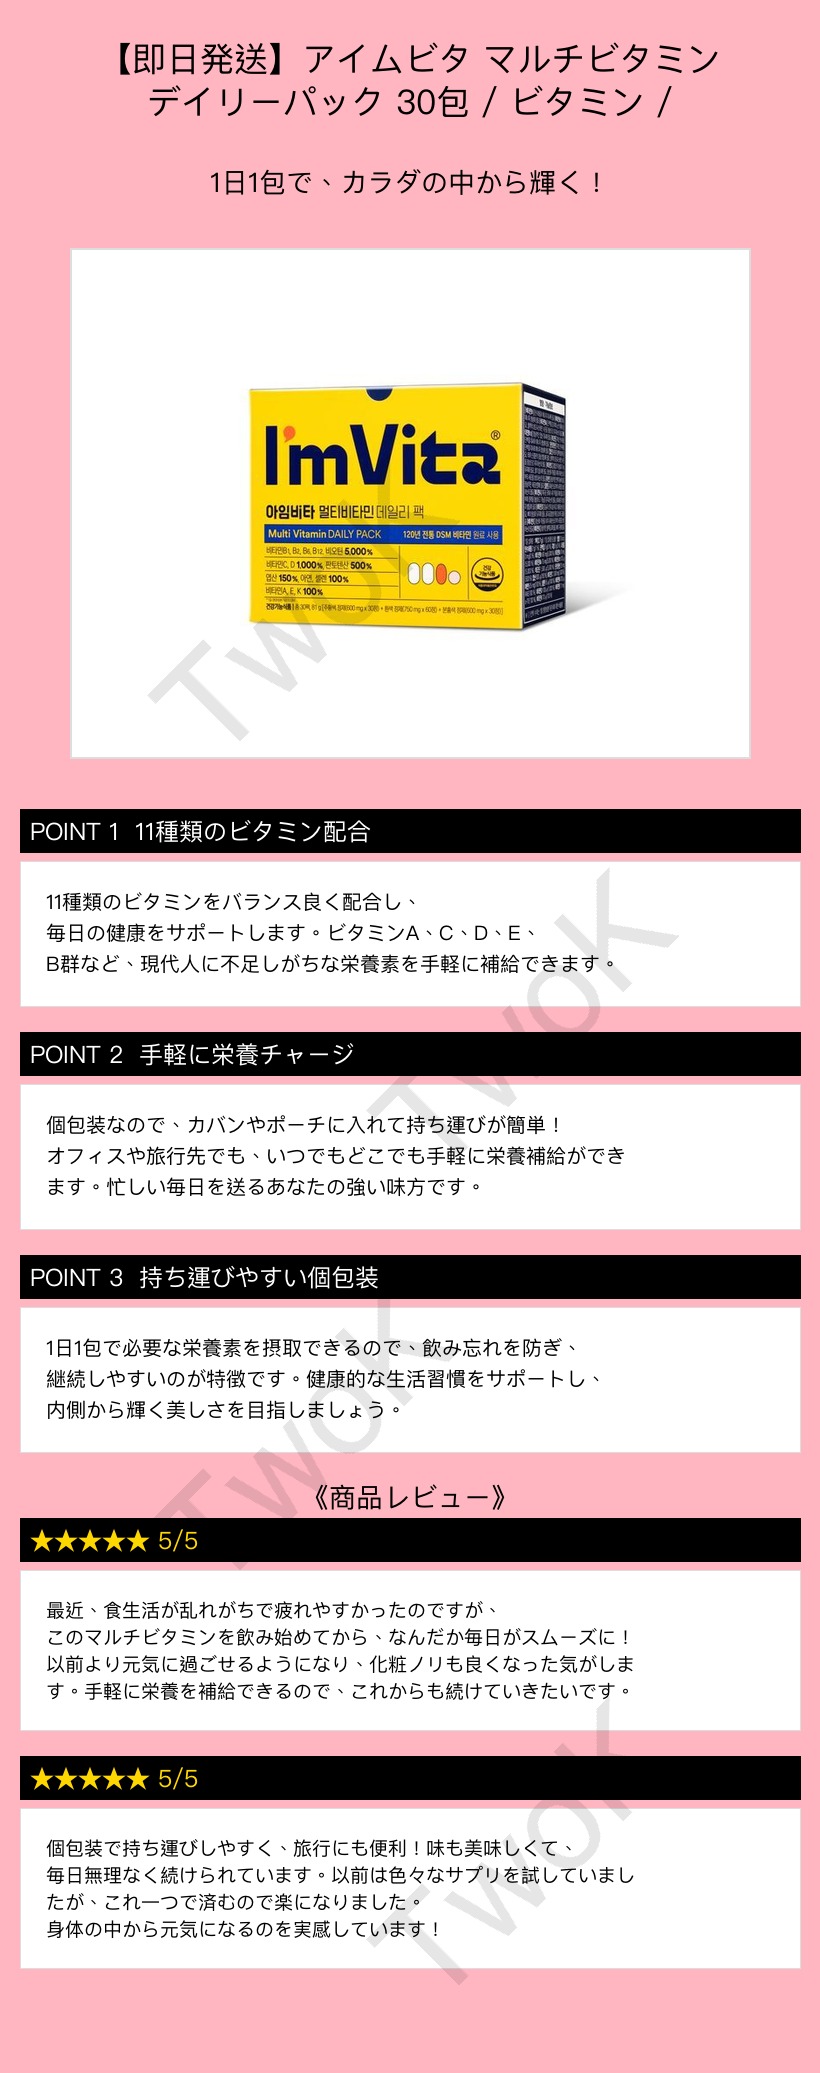 【即日発送】アイムビタ マルチビタミン
デイリーパック 30包 / ビタミン /
1日1包で、カラダの中から輝く！
I'mVita®
아임비타 멀티비타민 데일리 팩
Multi Vitamin DAILY PACK 120년 전통 DSM 비타민 원료 사용
비타민B1, B2, B6, B12, 비오틴 5,000%
비타민C, D 1,000%, 판토텐산 500%
엽산 150%, 아연, 셀렌 100%
비타민A, E, K 100%
건강기능식품
TwoK
POINT 1 11種類のビタミン配合
11種類のビタミンをバランス良く配合し、
毎日の健康をサポートします。ビタミンA、C、D、E、
B群など、現代人に不足しがちな栄養素を手軽に補給できます。
TwoK
POINT 2 手軽に栄養チャージ
個包装なので、カバンやポーチに入れて持ち運びが簡単！
オフィスや旅行先でも、いつでもどこでも手軽に栄養補給ができ
ます。忙しい毎日を送るあなたの強い味方です。
POINT 3 持ち運びやすい個包装
1日1包で必要な栄養素を摂取できるので、飲み忘れを防ぎ、
継続しやすいのが特徴です。健康的な生活習慣をサポートし、
内側から輝く美しさを目指しましょう。
TwoK
《商品レビュー》
★★★★★ 5/5
最近、食生活が乱れがちで疲れやすかったのですが、
このマルチビタミンを飲み始めてから、なんだか毎日がスムーズに！
以前より元気に過ごせるようになり、化粧ノリも良くなった気がしま
す。手軽に栄養を補給できるので、これからも続けていきたいです。
★★★★★ 5/5
個包装で持ち運びしやすく、旅行にも便利！味も美味しくて、
毎日無理なく続けられています。以前は色々なサプリを試していまし
たが、これ一つで済むので楽になりました。
身体の中から元気になるのを実感しています！
TwoK